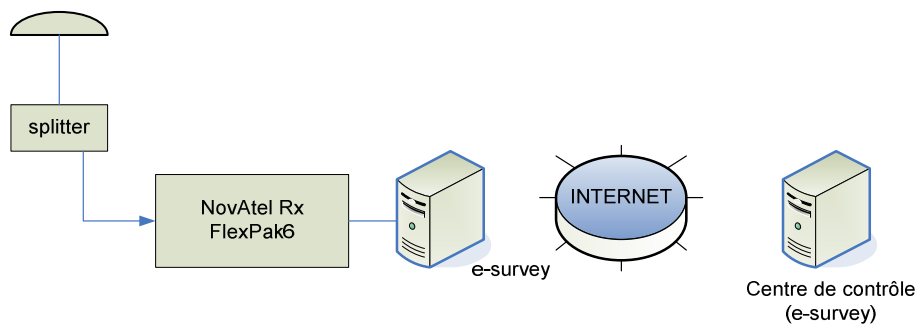 splitter
NovAtel Rx
FlexPak6
e-survey
INTERNET
Centre de contrôle
(e-survey)